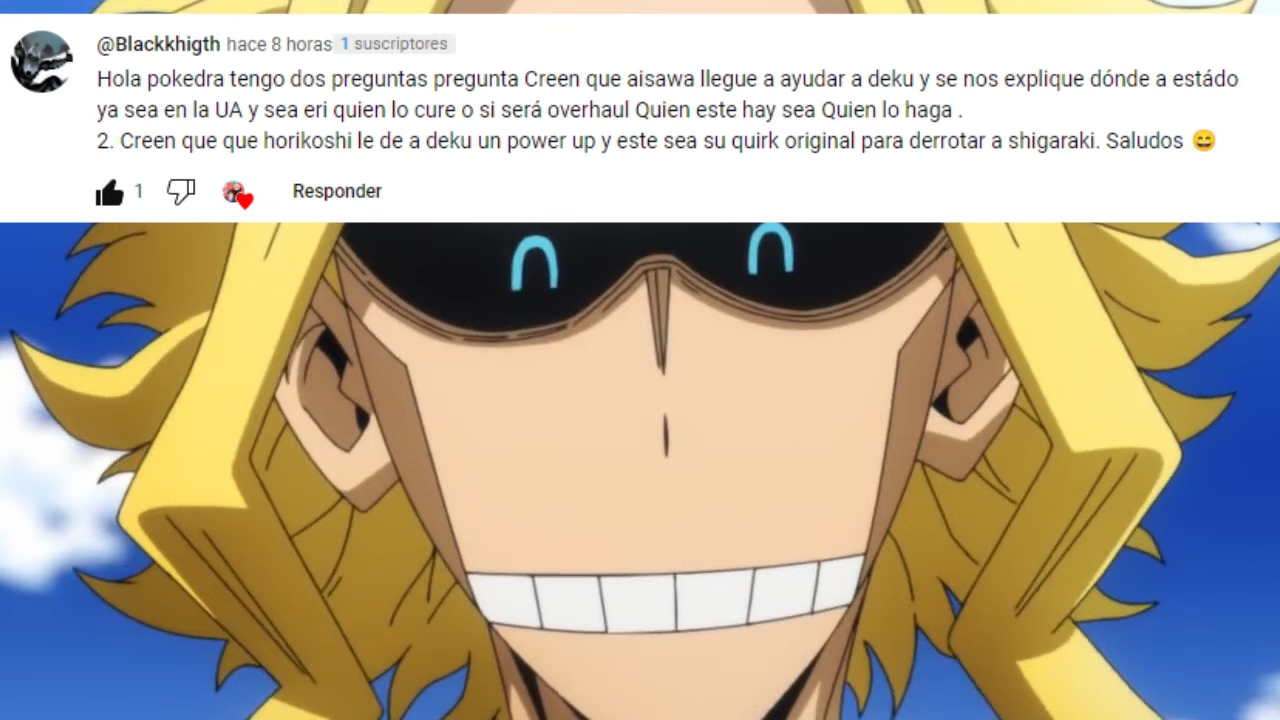 @Blackkhigth hace 8 horas 1 suscriptores
Hola pokedra tengo dos preguntas pregunta Creen que aisawa llegue a ayudar a deku y se nos explique dónde a estádo
ya sea en la UA y sea eri quien lo cure o si será overhaul Quien este hay sea Quien lo haga .
2. Creen que que horikoshi le de a deku un power up y este sea su quirk original para derrotar a shigaraki. Saludos 😄
1 Responder